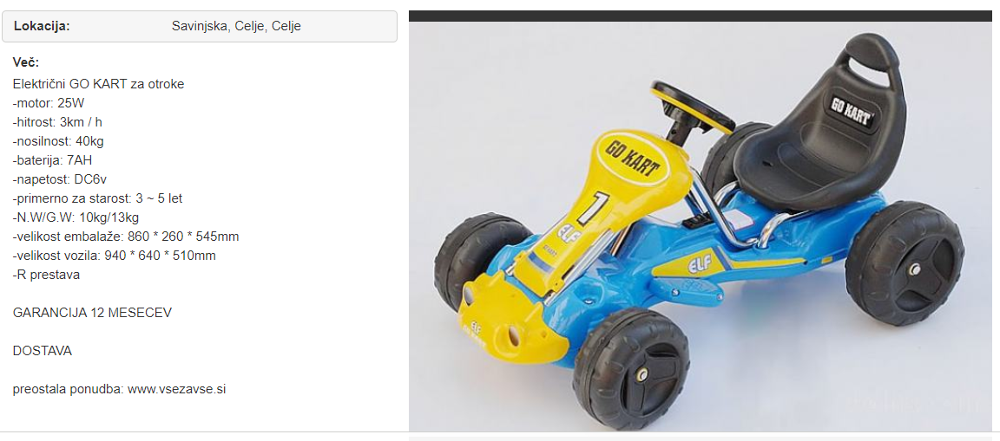 Lokacija: Savinjska, Celje, Celje
Več:
Električni GO KART za otroke
-motor: 25W
-hitrost: 3km / h
-nosilnost: 40kg
-baterija: 7AH
-napetost: DC6v
-primerno za starost: 3 ~ 5 let
-N.W/G.W: 10kg/13kg
-velikost embalaže: 860 * 260 * 545mm
-velikost vozila: 940 * 640 * 510mm
-R prestava
GARANCIJA 12 MESECEV
DOSTAVA
preostala ponudba: www.vsezavse.si
GO KART
GO KART
1
ELF
ELF
ELF